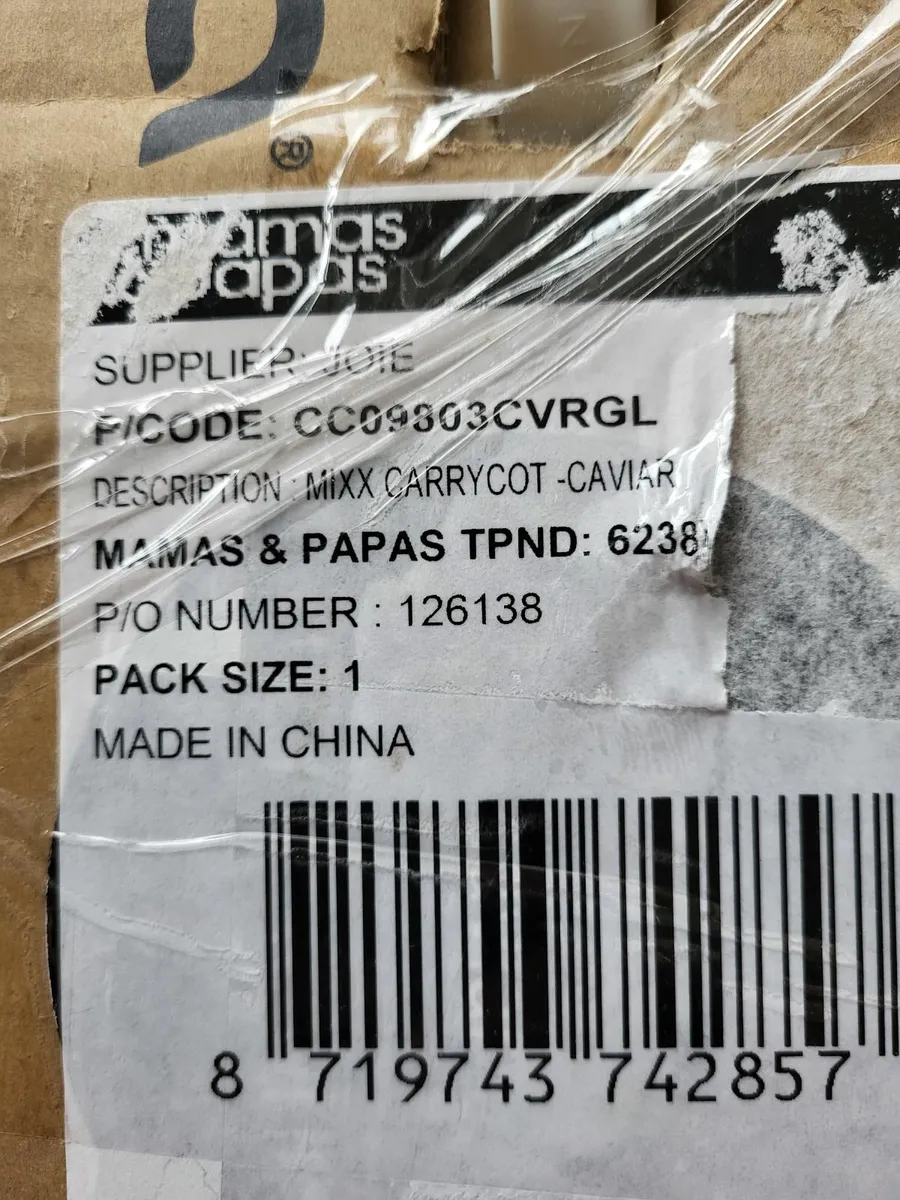 ®
mamas
papas
SUPPLIER: JOIE
P/CODE: CC09803CVRGL
DESCRIPTION : MIXX CARRYCOT -CAVIAR
MAMAS & PAPAS TPND: 6238
P/O NUMBER : 126138
PACK SIZE: 1
MADE IN CHINA
8 719743 742857